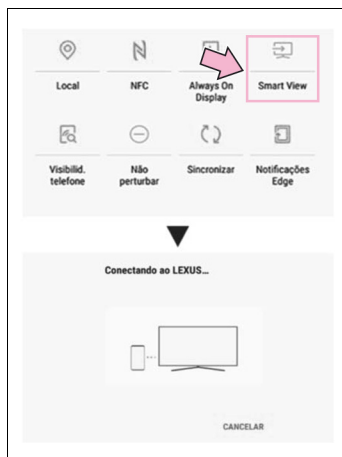 Local NFC Always On Display Smart View
Visibilid. telefone Não perturbar Sincronizar Notificações Edge
Conectando ao LEXUS...
CANCELAR